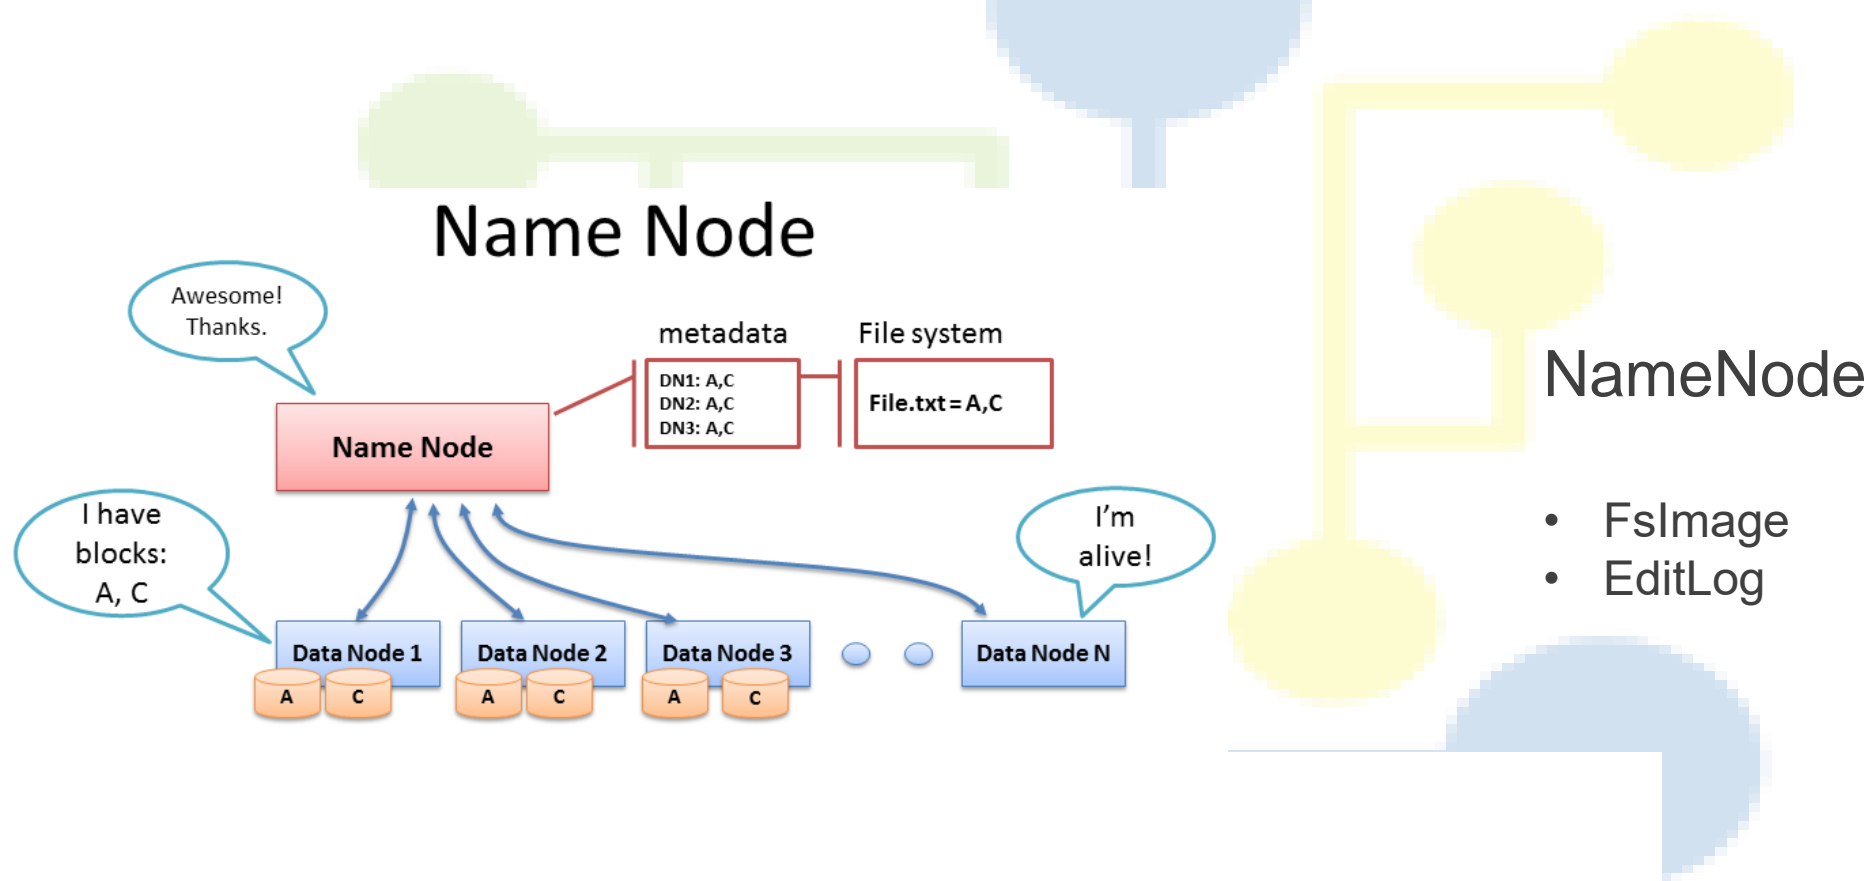 Name Node
Awesome!
Thanks.
metadata
File system
DN1: A,C
DN2: A,C
DN3: A,C
File.txt = A,C
Name Node
I have
blocks:
A, C
I'm
alive!
Data Node 1
Data Node 2
Data Node 3
Data Node N
A
C
A
C
A
C
NameNode
• FsImage
• EditLog